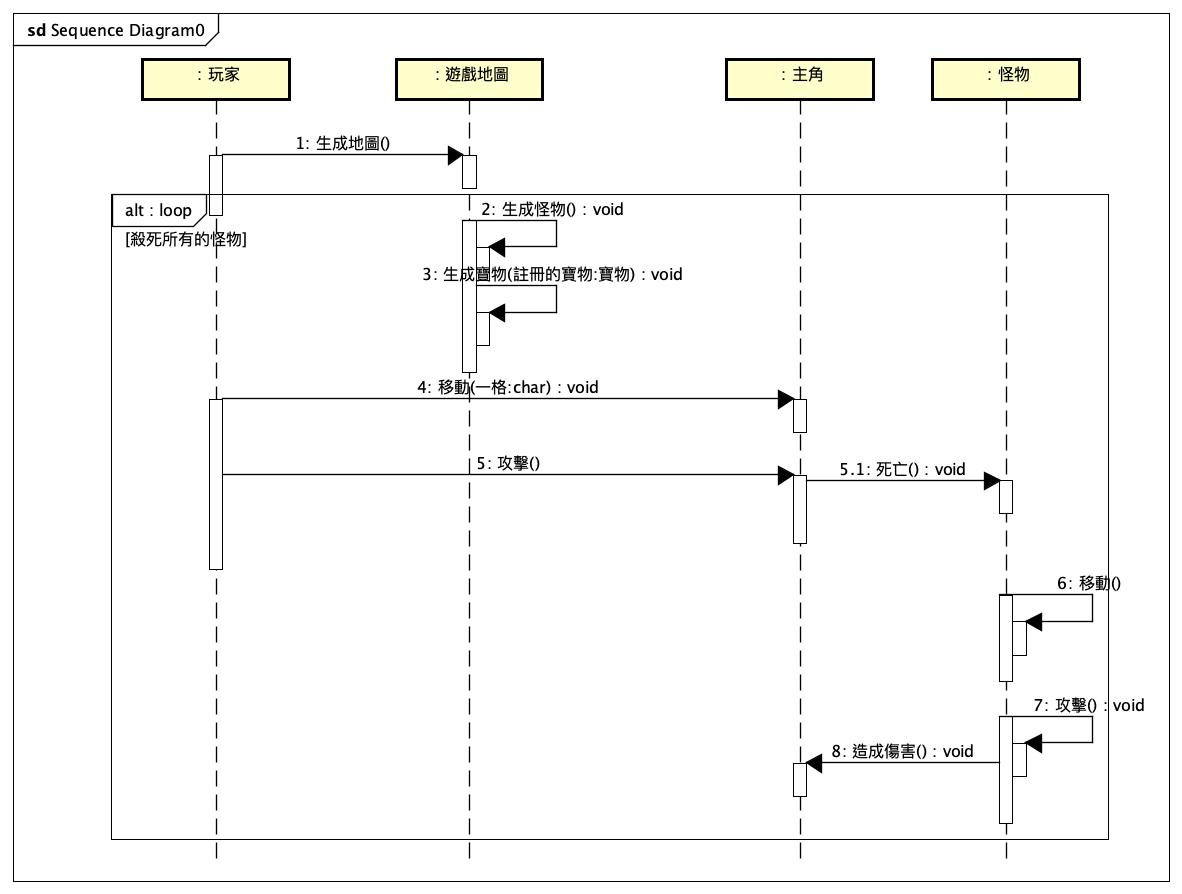 sd Sequence Diagram0
: 玩家
: 遊戲地圖
: 主角
: 怪物
1: 生成地圖()
alt : loop
2: 生成怪物() : void
[殺死所有的怪物]
3: 生成寶物(註冊的寶物:寶物) : void
4: 移動(一格:char) : void
5: 攻擊()
5.1: 死亡() : void
6: 移動()
7: 攻擊() : void
8: 造成傷害() : void